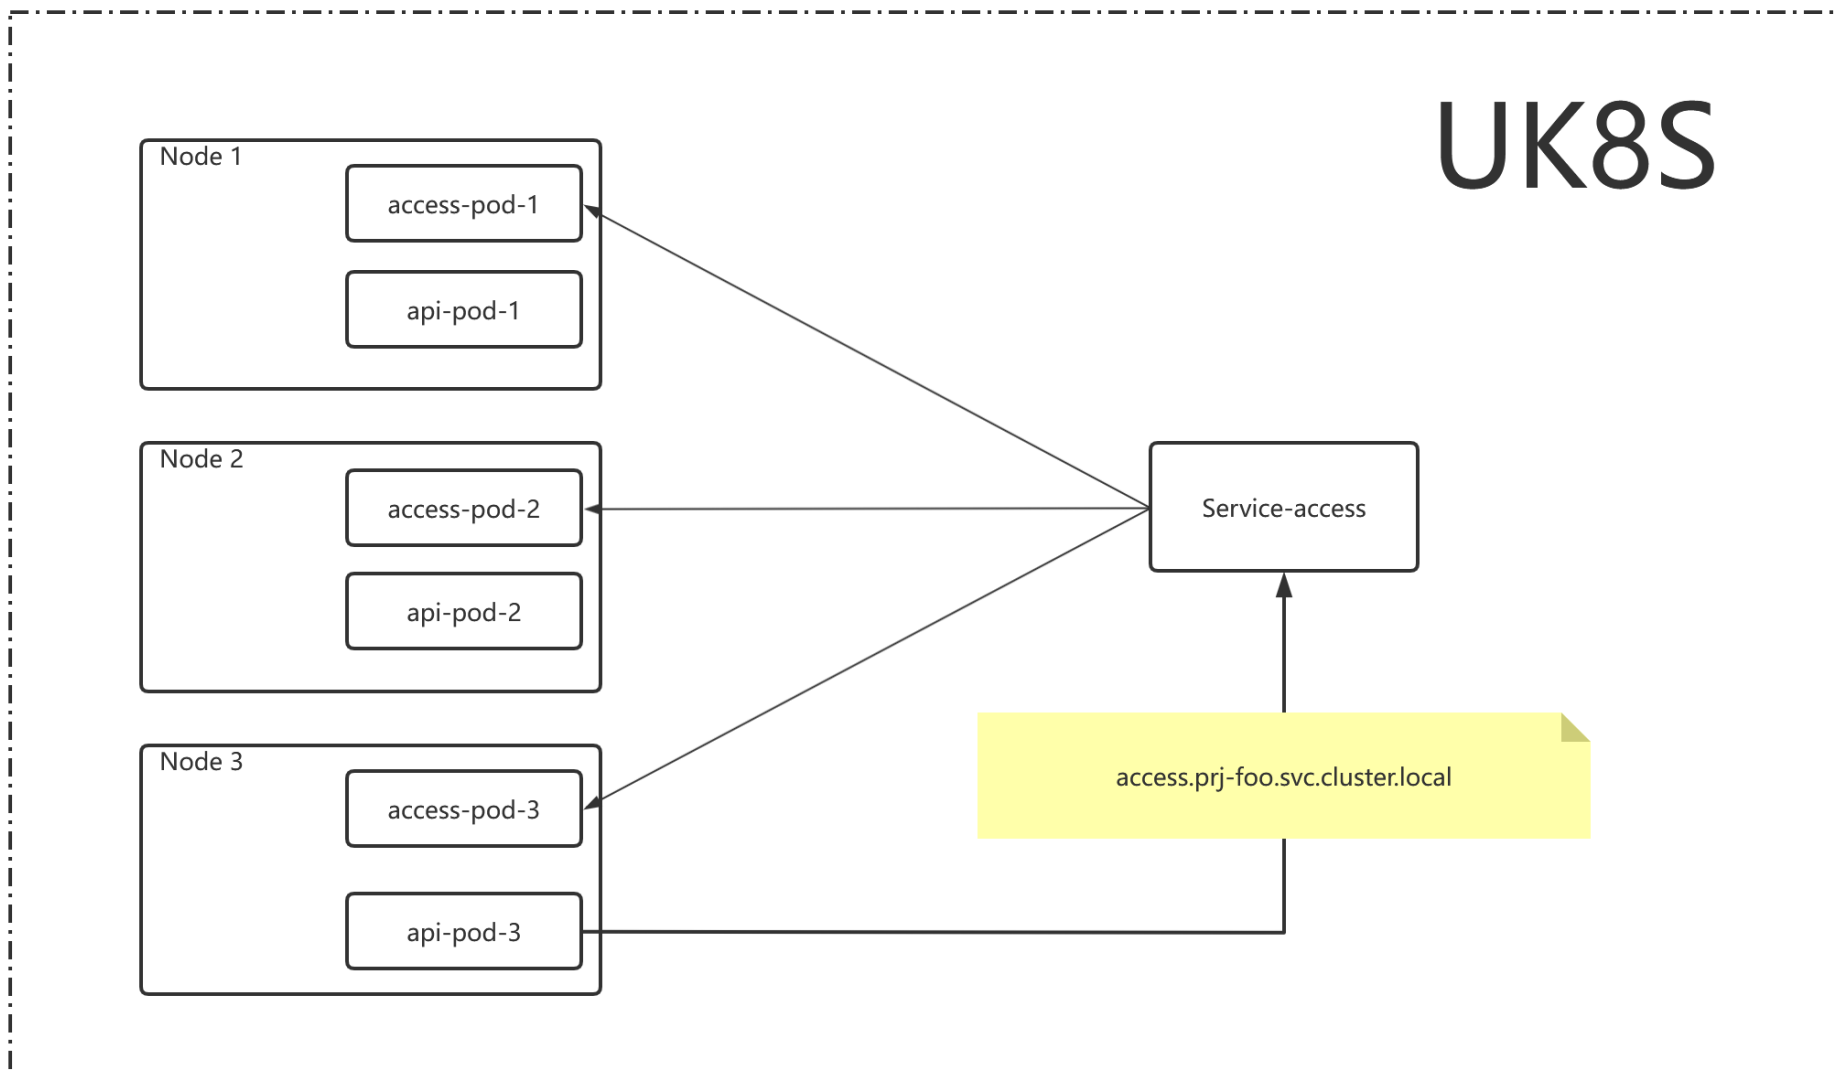 UK8S
Node 1
access-pod-1
api-pod-1
Node 2
access-pod-2
api-pod-2
Service-access
Node 3
access-pod-3
api-pod-3
access.prj-foo.svc.cluster.local